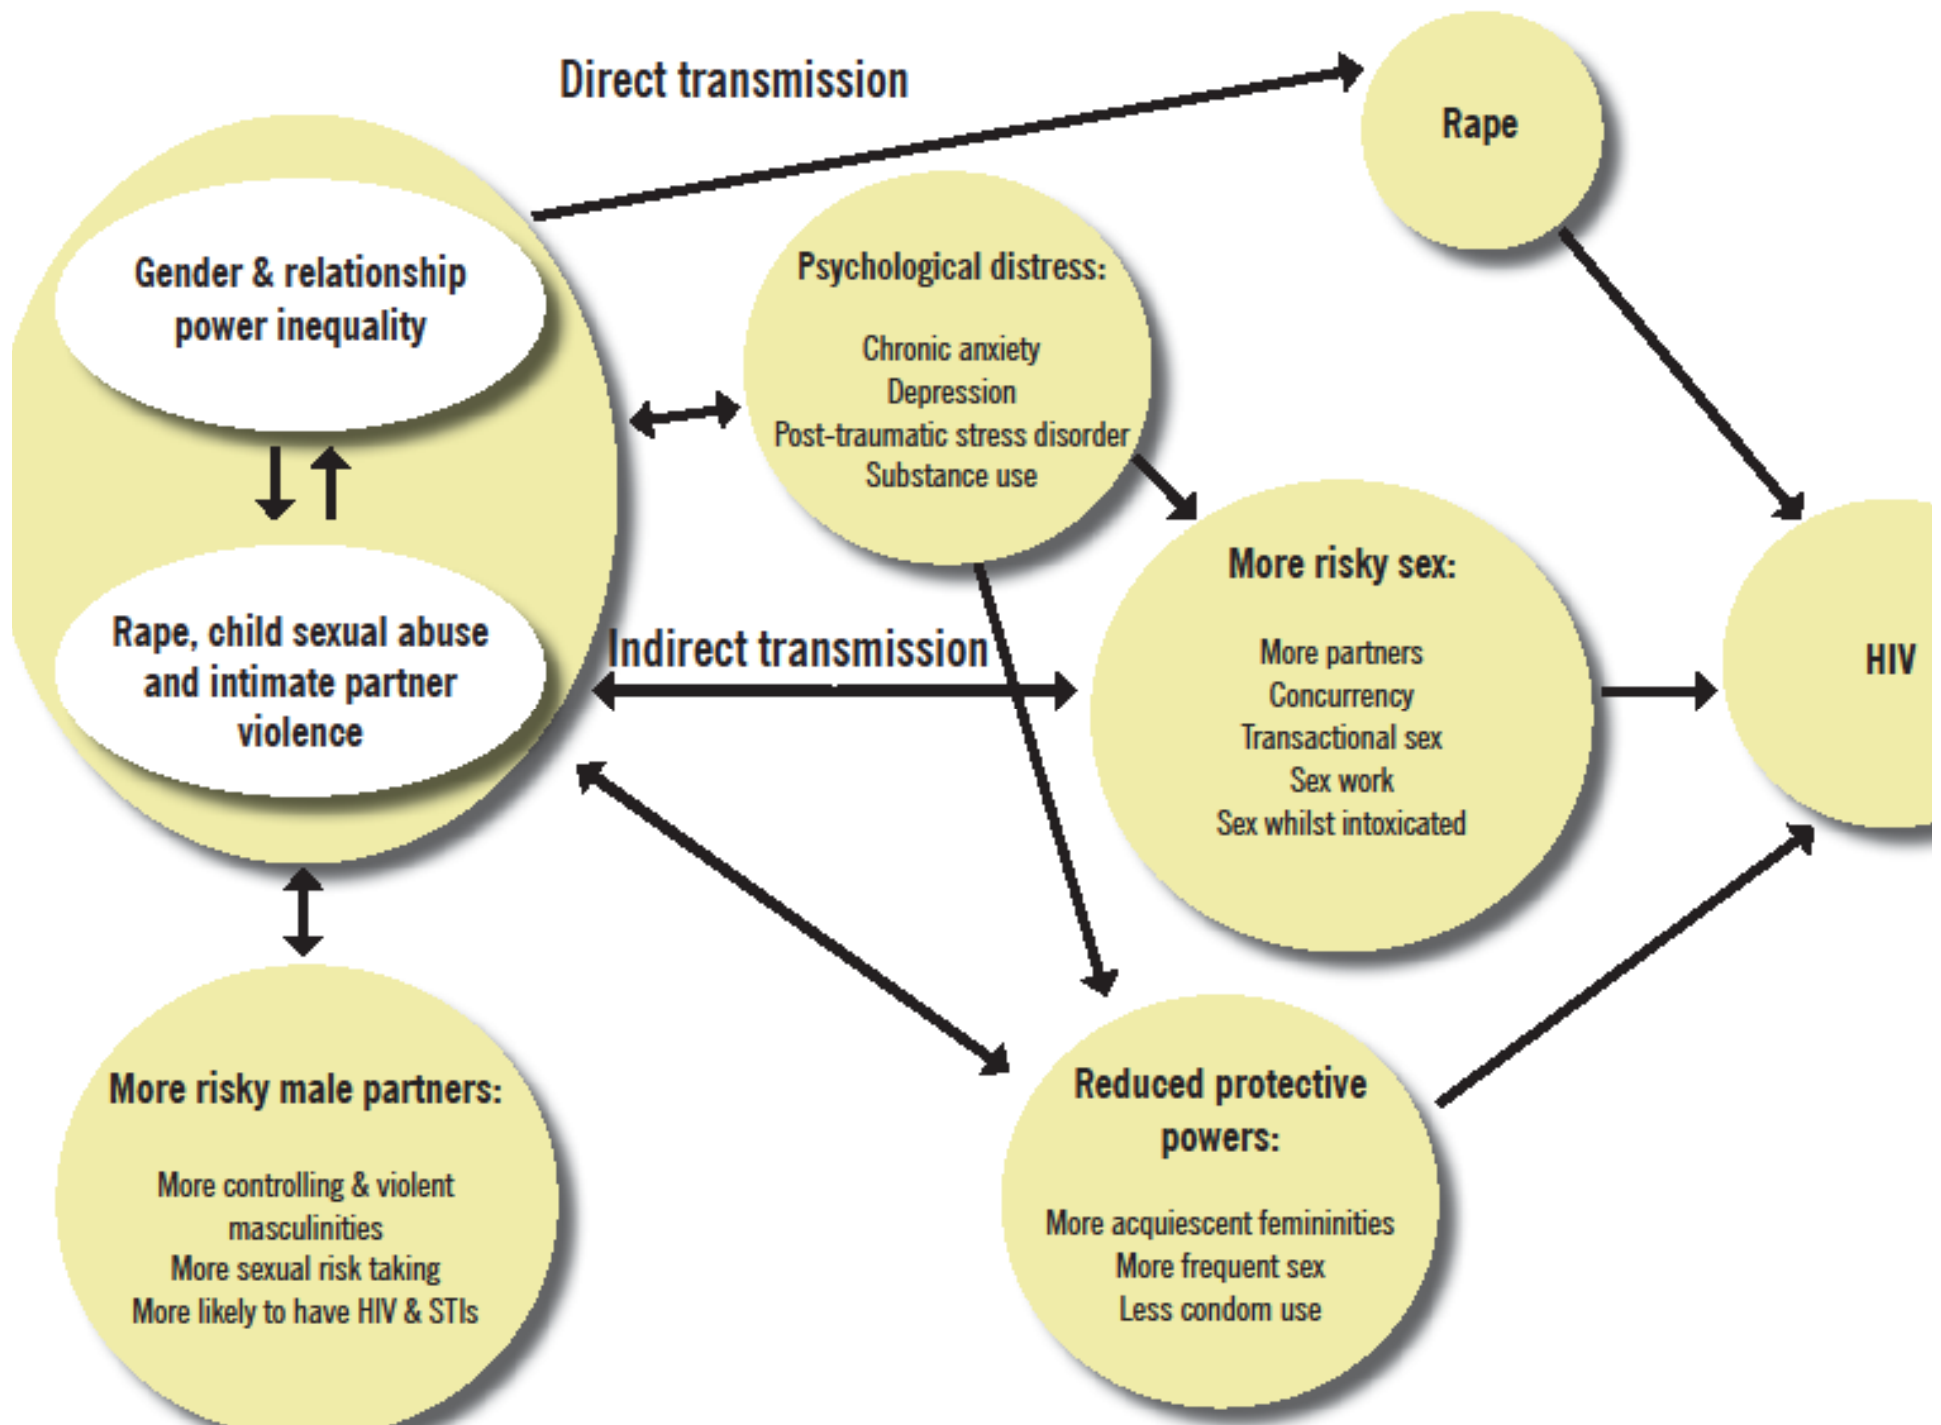 Direct transmission
Rape
Gender & relationship
power inequality
Psychological distress:
Chronic anxiety
Depression
Post-traumatic stress disorder
Substance use
More risky sex:
More partners
Concurrency
Transactional sex
Sex work
Sex whilst intoxicated
HIV
Rape, child sexual abuse
and intimate partner
violence
Indirect transmission
More risky male partners:
More controlling & violent
masculinities
More sexual risk taking
More likely to have HIV & STIs
Reduced protective
powers:
More acquiescent femininities
More frequent sex
Less condom use